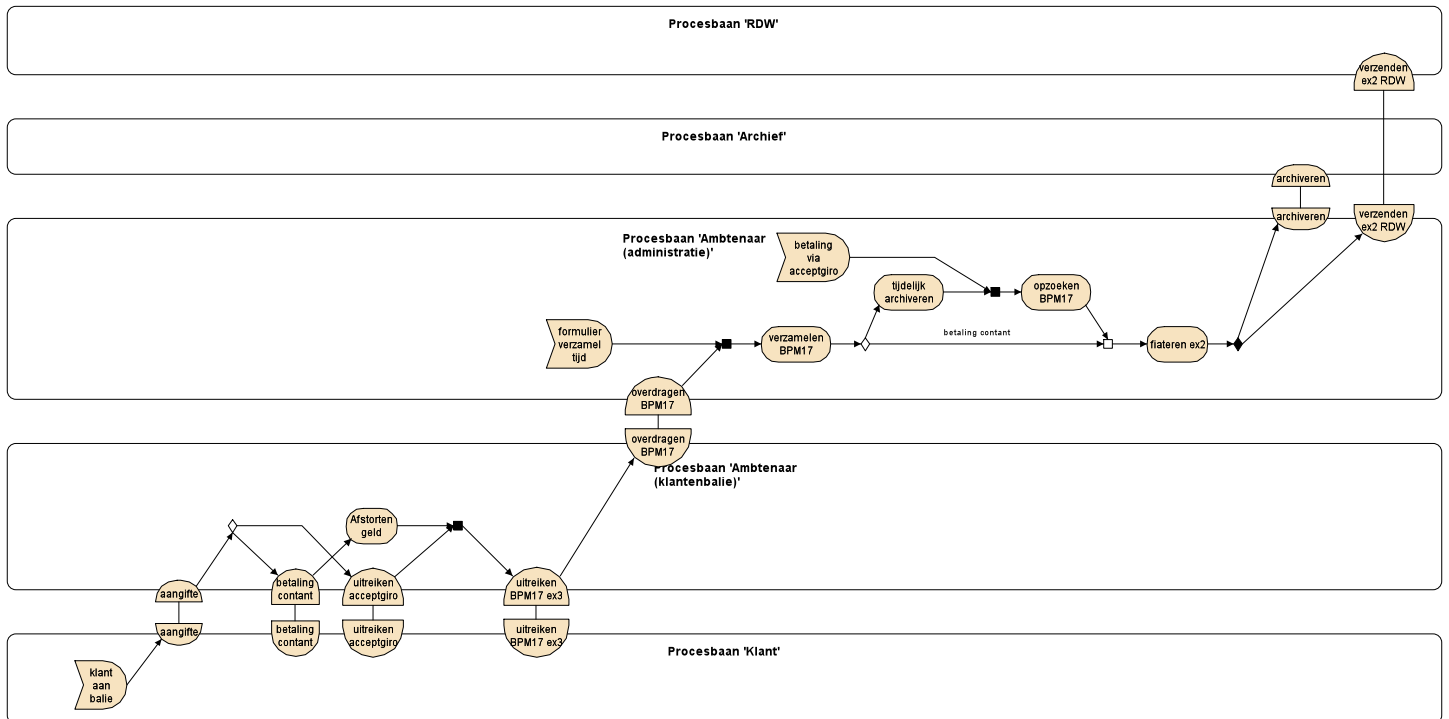 Procesbaan 'RDW'
verzenden
ex2 RDW
Procesbaan 'Archief'
archiveren
archiveren
verzenden
ex2 RDW
Procesbaan 'Ambtenaar
(administratie)'
betaling
via
acceptgiro
tijdelijk
archiveren
opzoeken
BPM17
formulier
verzamel
tijd
verzamelen
BPM17
betaling contant
fiateren ex2
overdragen
BPM17
overdragen
BPM17
Procesbaan 'Ambtenaar
(klantenbalie)'
Afstorten
geld
aangifte
betaling
contant
uitreiken
acceptgiro
uitreiken
BPM17 ex3
aangifte
betaling
contant
uitreiken
acceptgiro
uitreiken
BPM17 ex3
Procesbaan 'Klant'
klant
aan
balie